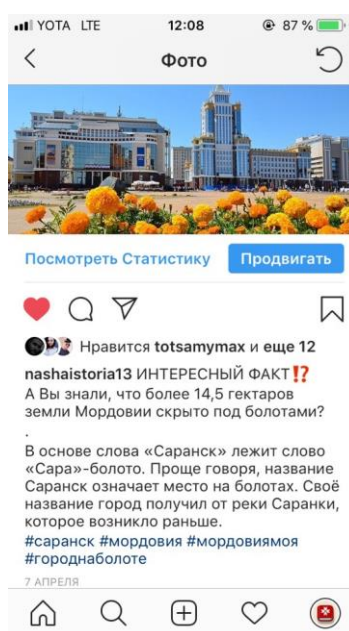 YOTA LTE 12:08 87 %
Фото
Посмотреть Статистику Продвигать
Нравится totsamymax и еще 12
nashaistoria13 ИНТЕРЕСНЫЙ ФАКТ⁉️
А Вы знали, что более 14,5 гектаров
земли Мордовии скрыто под болотами?
.
В основе слова «Саранск» лежит слово
«Сара»-болото. Проще говоря, название
Саранск означает место на болотах. Своё
название город получил от реки Саранки,
которое возникло раньше.
#саранск #мордовия #мордовиямоя
#городнаболоте
7 АПРЕЛЯ